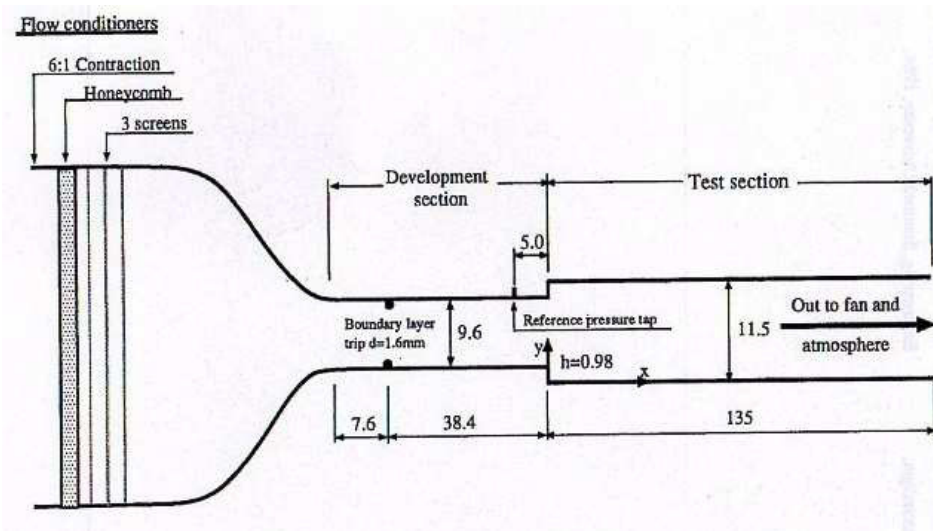 Flow conditioners
6:1 Contraction
Honeycomb
3 screens
Development
section
Test section
5.0
Boundary layer
trip d=1.6mm
9.6
Reference pressure tap
y
h=0.98
x
11.5
Out to fan and
atmosphere
7.6
38.4
135